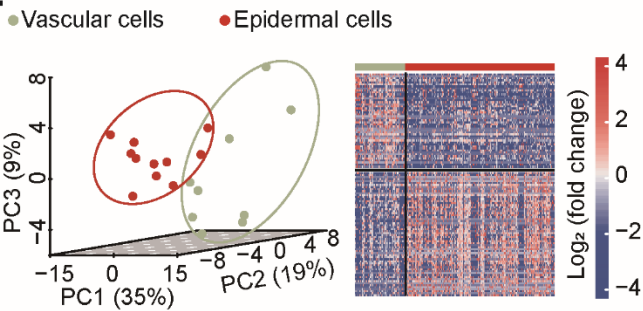 Vascular cells Epidermal cells
8
4
0
−4
PC3 (9%)
−15 0 15
PC1 (35%)
−8 −4 0 4 8
PC2 (19%)
4
2
0
−2
−4
Log₂ (fold change)